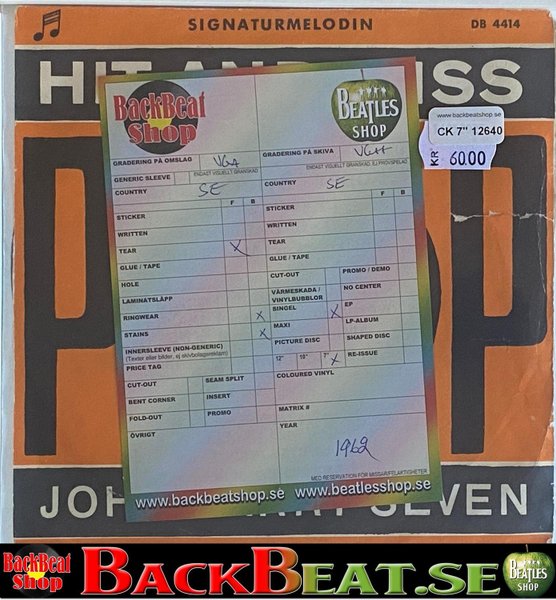 SIGNATURMELODIN
DB 4414
HIT AND MISS
BackBeat
Shop
BEATLES
SHOP
www.backbeatshop.se
CK 7" 12640
KR 60.00
GRADERING PÅ OMSLAG
GRADERING PÅ SKIVA
ENDAST VISUELLT GRANSKAD
ENDAST VISUELLT GRANSKAD, EJ PROVSPELAD
GENERIC SLEEVE
COUNTRY SE
COUNTRY SE
F B
F B
STICKER
STICKER
WRITTEN
WRITTEN
TEAR X
TEAR
GLUE / TAPE
GLUE / TAPE
HOLE
CUT-OUT
PROMO / DEMO
LAMINATSLÄPP
VÄRMESKADA /
VINYLBUBBLOR
NO CENTER
RINGWEAR X
SINGEL X
EP
STAINS X
MAXI
LP-ALBUM
INNERSLEEVE (NON-GENERIC)
(Texter eller bilder, ej skivbolagsreklam)
PICTURE DISC
SHAPED DISC
PRICE TAG
12" 10" 7" X
RE-ISSUE
CUT-OUT
SEAM SPLIT
COLOURED VINYL
BENT CORNER
INSERT
FOLD-OUT
PROMO
MATRIX #
ÖVRIGT
YEAR
1962
MED RESERVATION FÖR MISSAR/FELAKTIGHETER
www.backbeatshop.se www.beatlesshop.se
SEVEN
BackBeat
Shop
BACKBEAT.SE
BEATLES
SHOP